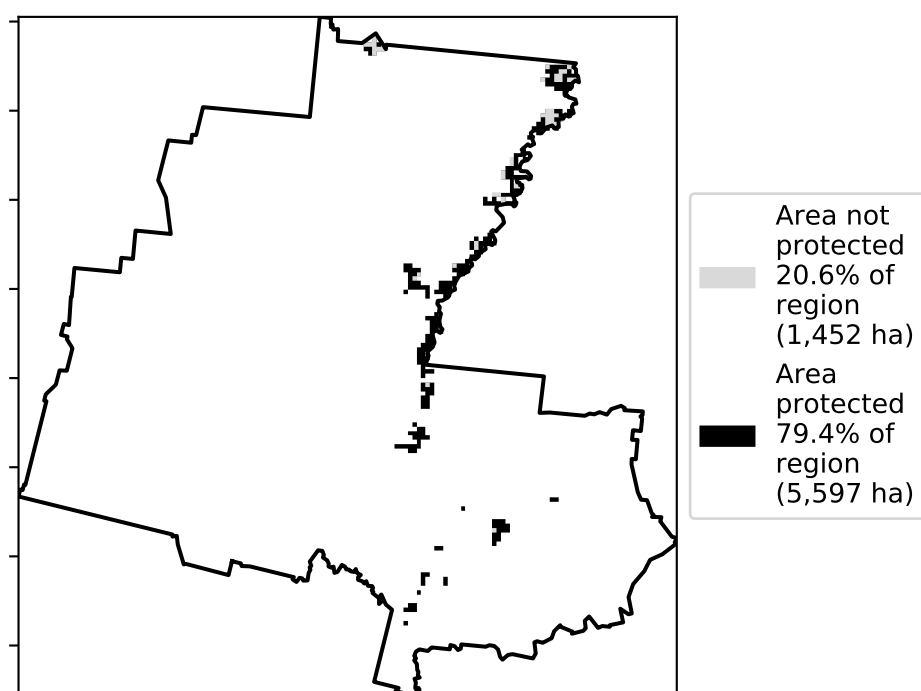 Area not
protected
20.6% of
region
(1,452 ha)
Area
protected
79.4% of
region
(5,597 ha)